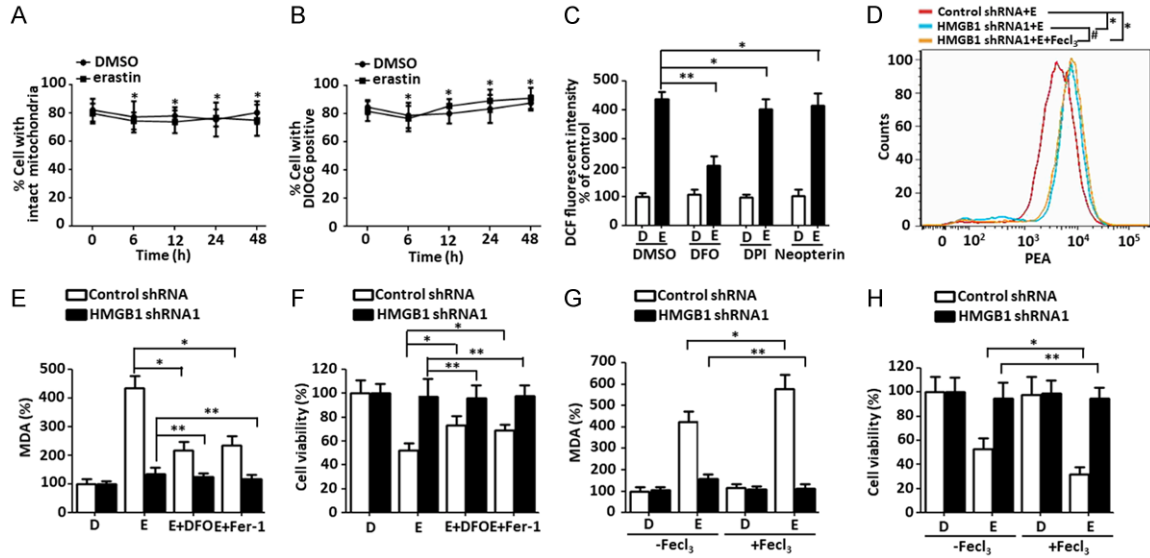 A
DMSO
erastin
% Cell with
intact mitochondria
100
80
60
40
20
0
* * * *
0 6 12 24 48
Time (h)
B
DMSO
erastin
% Cell with
DIOC6 positive
100
80
60
40
20
0
* * * *
0 6 12 24 48
Time (h)
C
DCF fluorescent intensity
% of control
500
400
300
200
100
0
*
*
**
D E D E D E D E
DMSO DFO DPI Neopterin
D
Control shRNA+E
HMGB1 shRNA1+E
HMGB1 shRNA1+E+Fecl3
* # *
Counts
100
80
60
40
20
0
0 10² 10³ 10⁴ 10⁵
PEA
E
Control shRNA
HMGB1 shRNA1
MDA (%)
500
400
300
200
100
0
*
*
**
**
D E E+DFO E+Fer-1
F
Control shRNA
HMGB1 shRNA1
Cell viability (%)
120
100
80
60
40
20
0
*
*
**
**
D E E+DFO E+Fer-1
G
Control shRNA
HMGB1 shRNA1
MDA (%)
700
600
500
400
300
200
100
*
**
D E D E
-Fecl3 +Fecl3
H
Control shRNA
HMGB1 shRNA1
Cell viability (%)
120
100
80
60
40
20
0
*
**
D E D E
-Fecl3 +Fecl3